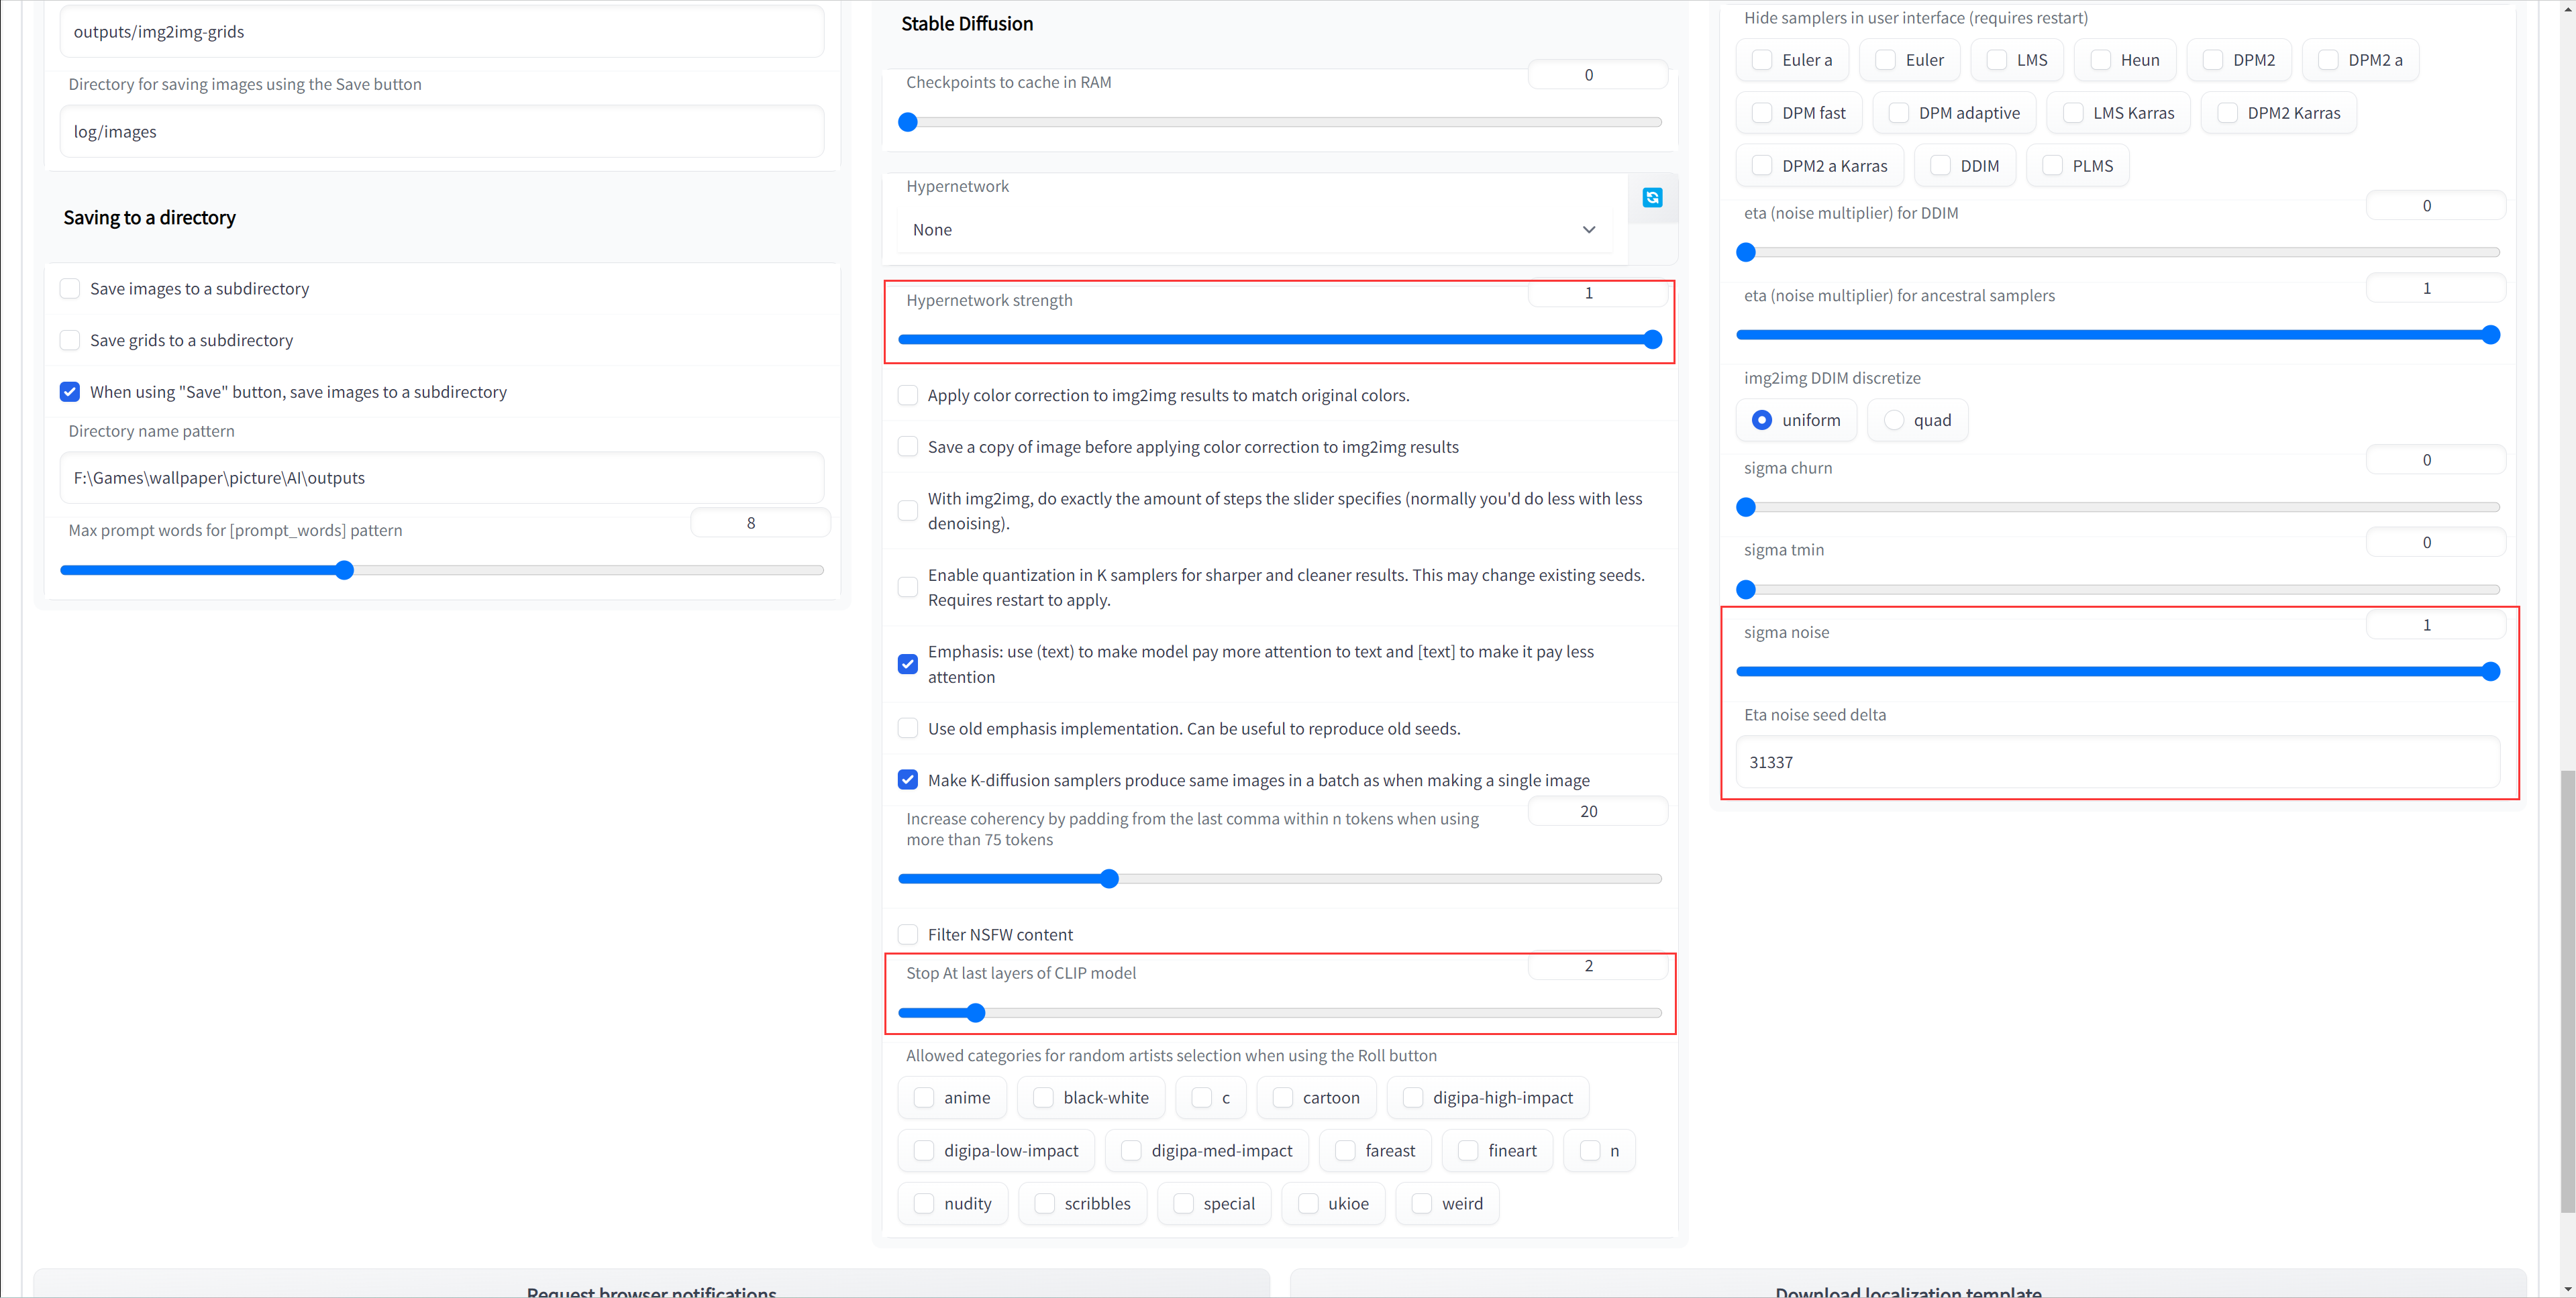 outputs/img2img-grids
Directory for saving images using the Save button
log/images
Saving to a directory
Save images to a subdirectory
Save grids to a subdirectory
When using "Save" button, save images to a subdirectory
Directory name pattern
F:\Games\wallpaper\picture\AI\outputs
Max prompt words for [prompt_words] pattern
8
Stable Diffusion
Checkpoints to cache in RAM
0
Hypernetwork
None
Hypernetwork strength
1
Apply color correction to img2img results to match original colors.
Save a copy of image before applying color correction to img2img results
With img2img, do exactly the amount of steps the slider specifies (normally you'd do less with less
denoising).
Enable quantization in K samplers for sharper and cleaner results. This may change existing seeds.
Requires restart to apply.
Emphasis: use (text) to make model pay more attention to text and [text] to make it pay less
attention
Use old emphasis implementation. Can be useful to reproduce old seeds.
Make K-diffusion samplers produce same images in a batch as when making a single image
Increase coherency by padding from the last comma within n tokens when using
more than 75 tokens
20
Filter NSFW content
Stop At last layers of CLIP model
2
Allowed categories for random artists selection when using the Roll button
anime black-white c cartoon digipa-high-impact
digipa-low-impact digipa-med-impact fareast fineart n
nudity scribbles special ukioe weird
Hide samplers in user interface (requires restart)
Euler a Euler LMS Heun DPM2 DPM2 a
DPM fast DPM adaptive LMS Karras DPM2 Karras
DPM2 a Karras DDIM PLMS
eta (noise multiplier) for DDIM
0
eta (noise multiplier) for ancestral samplers
1
img2img DDIM discretize
uniform quad
sigma churn
0
sigma tmin
0
sigma noise
1
Eta noise seed delta
31337
Request browser notifications
Download localization template